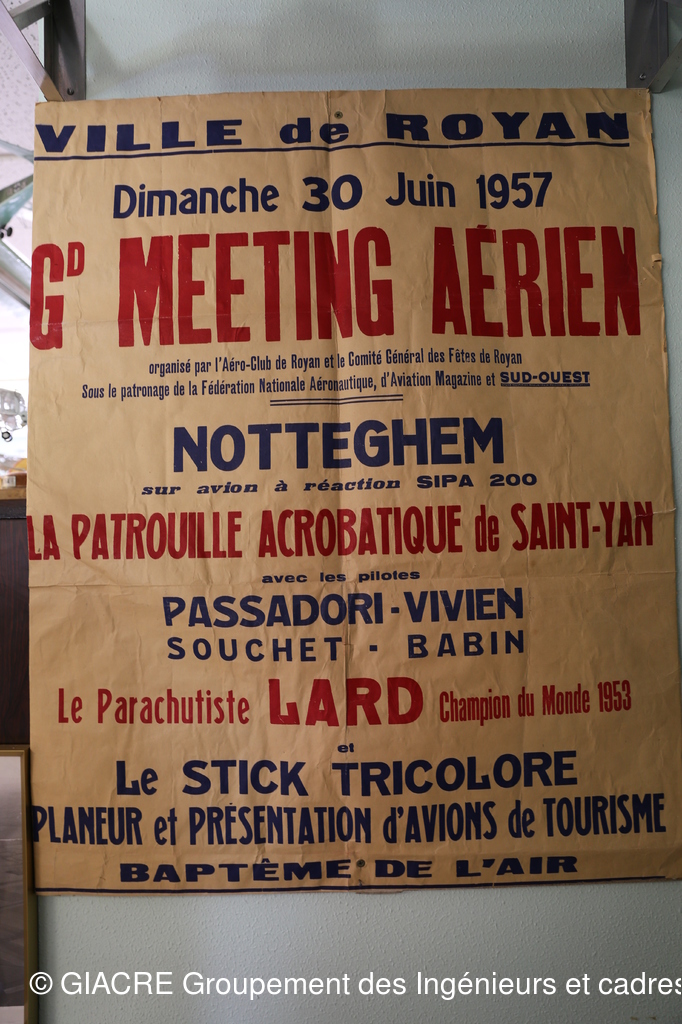 VILLE de ROYAN
Dimanche 30 Juin 1957
GD MEETING AÉRIEN
organisé par l'Aéro-Club de Royan et le Comité Général des Fêtes de Royan
Sous le patronage de la Fédération Nationale Aéronautique, d'Aviation Magazine et SUD-OUEST
NOTTEGHEM
sur avion à réaction SIPA 200
LA PATROUILLE ACROBATIQUE de SAINT-YAN
avec les pilotes
PASSADORI - VIVIEN
SOUCHET - BABIN
Le Parachutiste LARD Champion du Monde 1953
et
Le STICK TRICOLORE
PLANEUR et PRÉSENTATION d'AVIONS de TOURISME
BAPTÊME DE L'AIR
© GIACRE Groupement des Ingénieurs et cadres